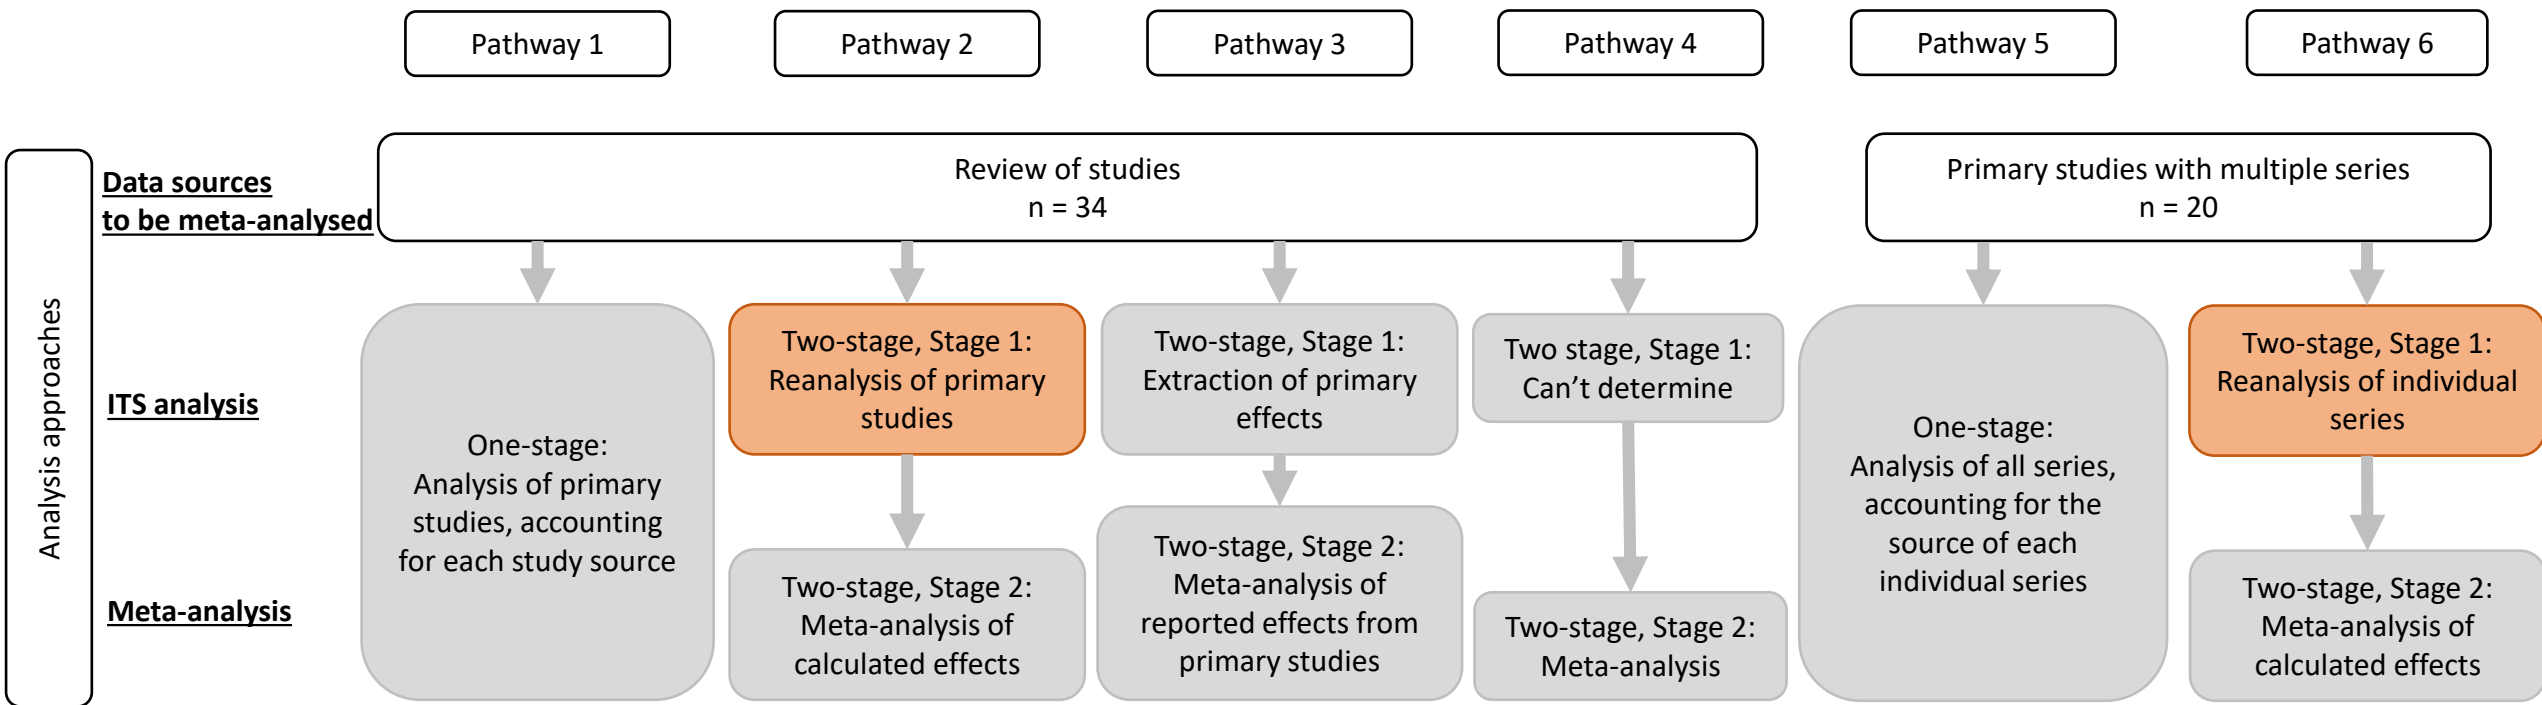 Pathway 1
Pathway 2
Pathway 3
Pathway 4
Pathway 5
Pathway 6
Analysis approaches
Data sources
to be meta-analysed
Review of studies
n = 34
Primary studies with multiple series
n = 20
ITS analysis
Meta-analysis
One-stage:
Analysis of primary
studies, accounting
for each study source
Two-stage, Stage 1:
Reanalysis of primary
studies
Two-stage, Stage 2:
Meta-analysis of
calculated effects
Two-stage, Stage 1:
Extraction of primary
effects
Two-stage, Stage 2:
Meta-analysis of
reported effects from
primary studies
Two stage, Stage 1:
Can’t determine
Two-stage, Stage 2:
Meta-analysis
One-stage:
Analysis of all series,
accounting for the
source of each
individual series
Two-stage, Stage 1:
Reanalysis of individual
series
Two-stage, Stage 2:
Meta-analysis of
calculated effects